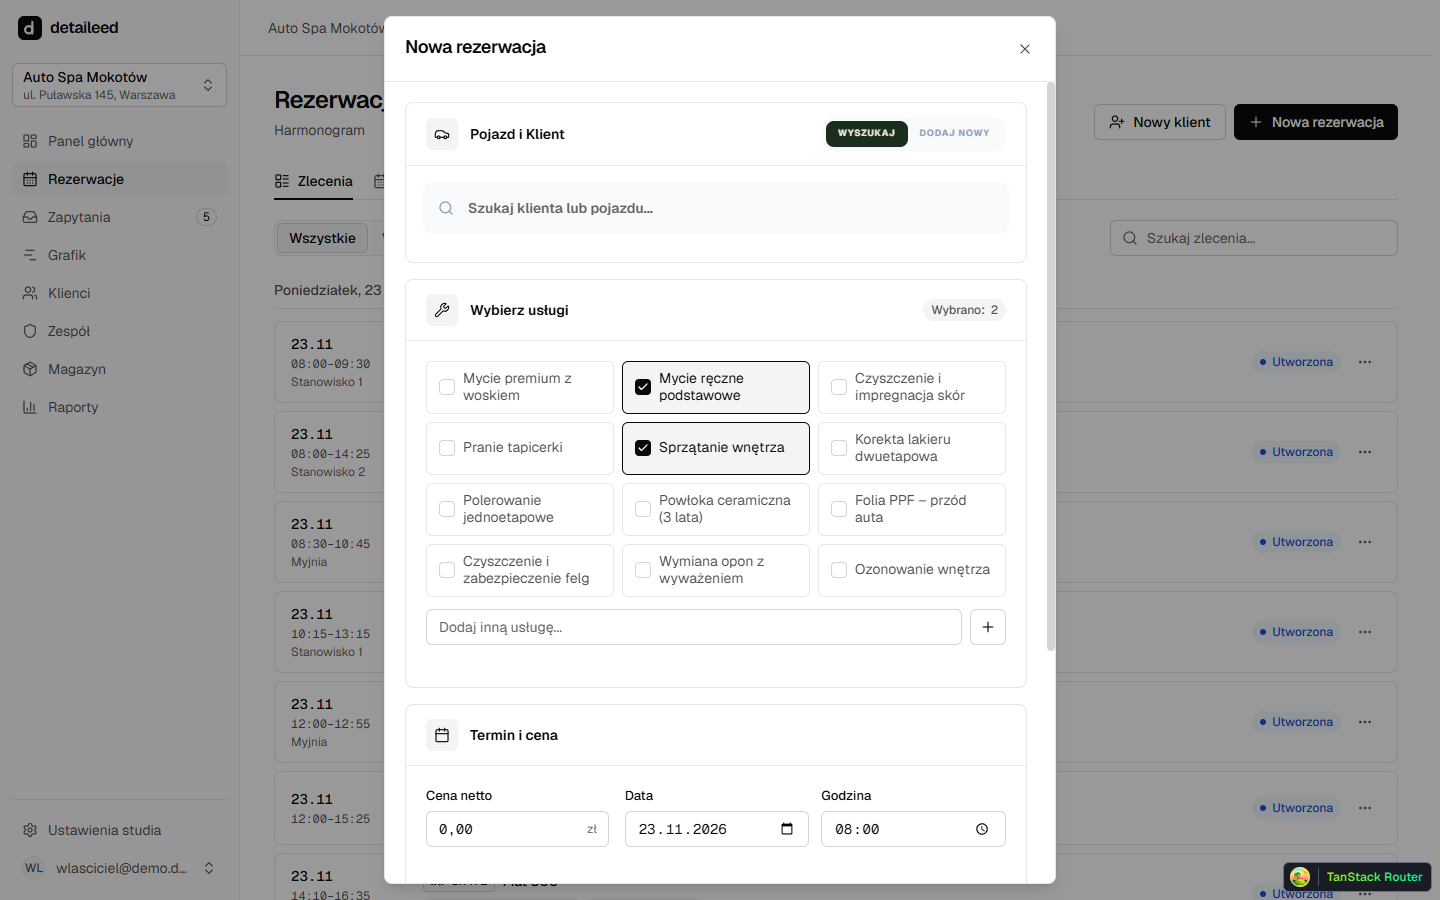 detaileed
Auto Spa Mokotów
ul. Puławska 145, Warszawa
Panel główny
Rezerwacje
Zapytania
5
Grafik
Klienci
Zespół
Magazyn
Raporty
Ustawienia studia
WL
wlasciciel@demo.d...
Auto Spa Mokotów
Harmonogram
Nowy klient
Nowa rezerwacja
Zlecenia
Wszystkie
Szukaj zlecenia...
Poniedziałek, 23
23.11
08:00–09:30
Stanowisko 1
Utworzona
23.11
08:00–14:25
Stanowisko 2
Utworzona
23.11
08:30–10:45
Myjnia
Utworzona
23.11
10:15–13:15
Stanowisko 1
Utworzona
23.11
12:00–12:55
Myjnia
Utworzona
23.11
12:00–15:25
Utworzona
23.11
14:10–16:35
Utworzona
Nowa rezerwacja
Pojazd i Klient
WYSZUKAJ
DODAJ NOWY
Szukaj klienta lub pojazdu...
Wybierz usługi
Wybrano: 2
Mycie premium z
woskiem
Mycie ręczne
podstawowe
Czyszczenie i
impregnacja skór
Pranie tapicerki
Sprzątanie wnętrza
Korekta lakieru
dwuetapowa
Polerowanie
jednoetapowe
Powłoka ceramiczna
(3 lata)
Folia PPF – przód
auta
Czyszczenie i
zabezpieczenie felg
Wymiana opon z
wyważeniem
Ozonowanie wnętrza
Dodaj inną usługę...
Termin i cena
Cena netto
0,00
zł
Data
23.11.2026
Godzina
08:00
TanStack Router